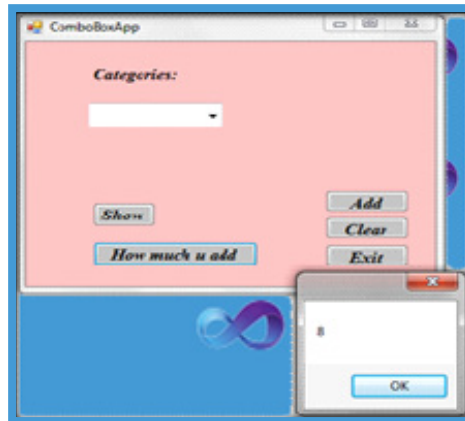 ComboBoxApp
Categories:
Show
Add
Clear
How much u add
Exit
8
OK